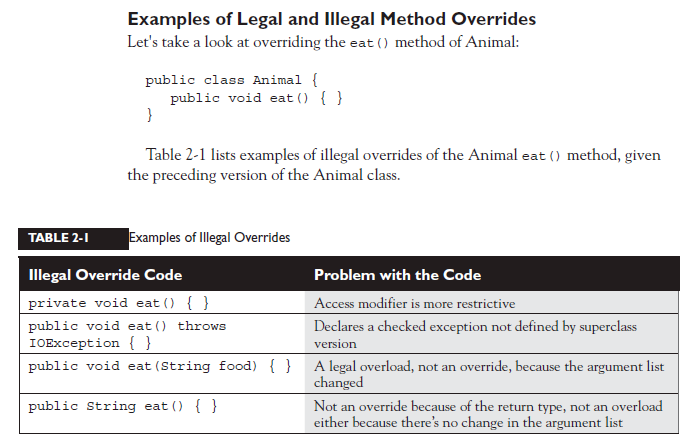 Examples of Legal and Illegal Method Overrides
Let's take a look at overriding the eat() method of Animal:
public class Animal {
public void eat() { }
}
Table 2-1 lists examples of illegal overrides of the Animal eat() method, given
the preceding version of the Animal class.
TABLE 2-1 Examples of Illegal Overrides
Illegal Override Code Problem with the Code
private void eat() { } Access modifier is more restrictive
public void eat() throws Declares a checked exception not defined by superclass
IOException { } version
public void eat(String food) { } A legal overload, not an override, because the argument list
changed
public String eat() { } Not an override because of the return type, not an overload
either because there's no change in the argument list